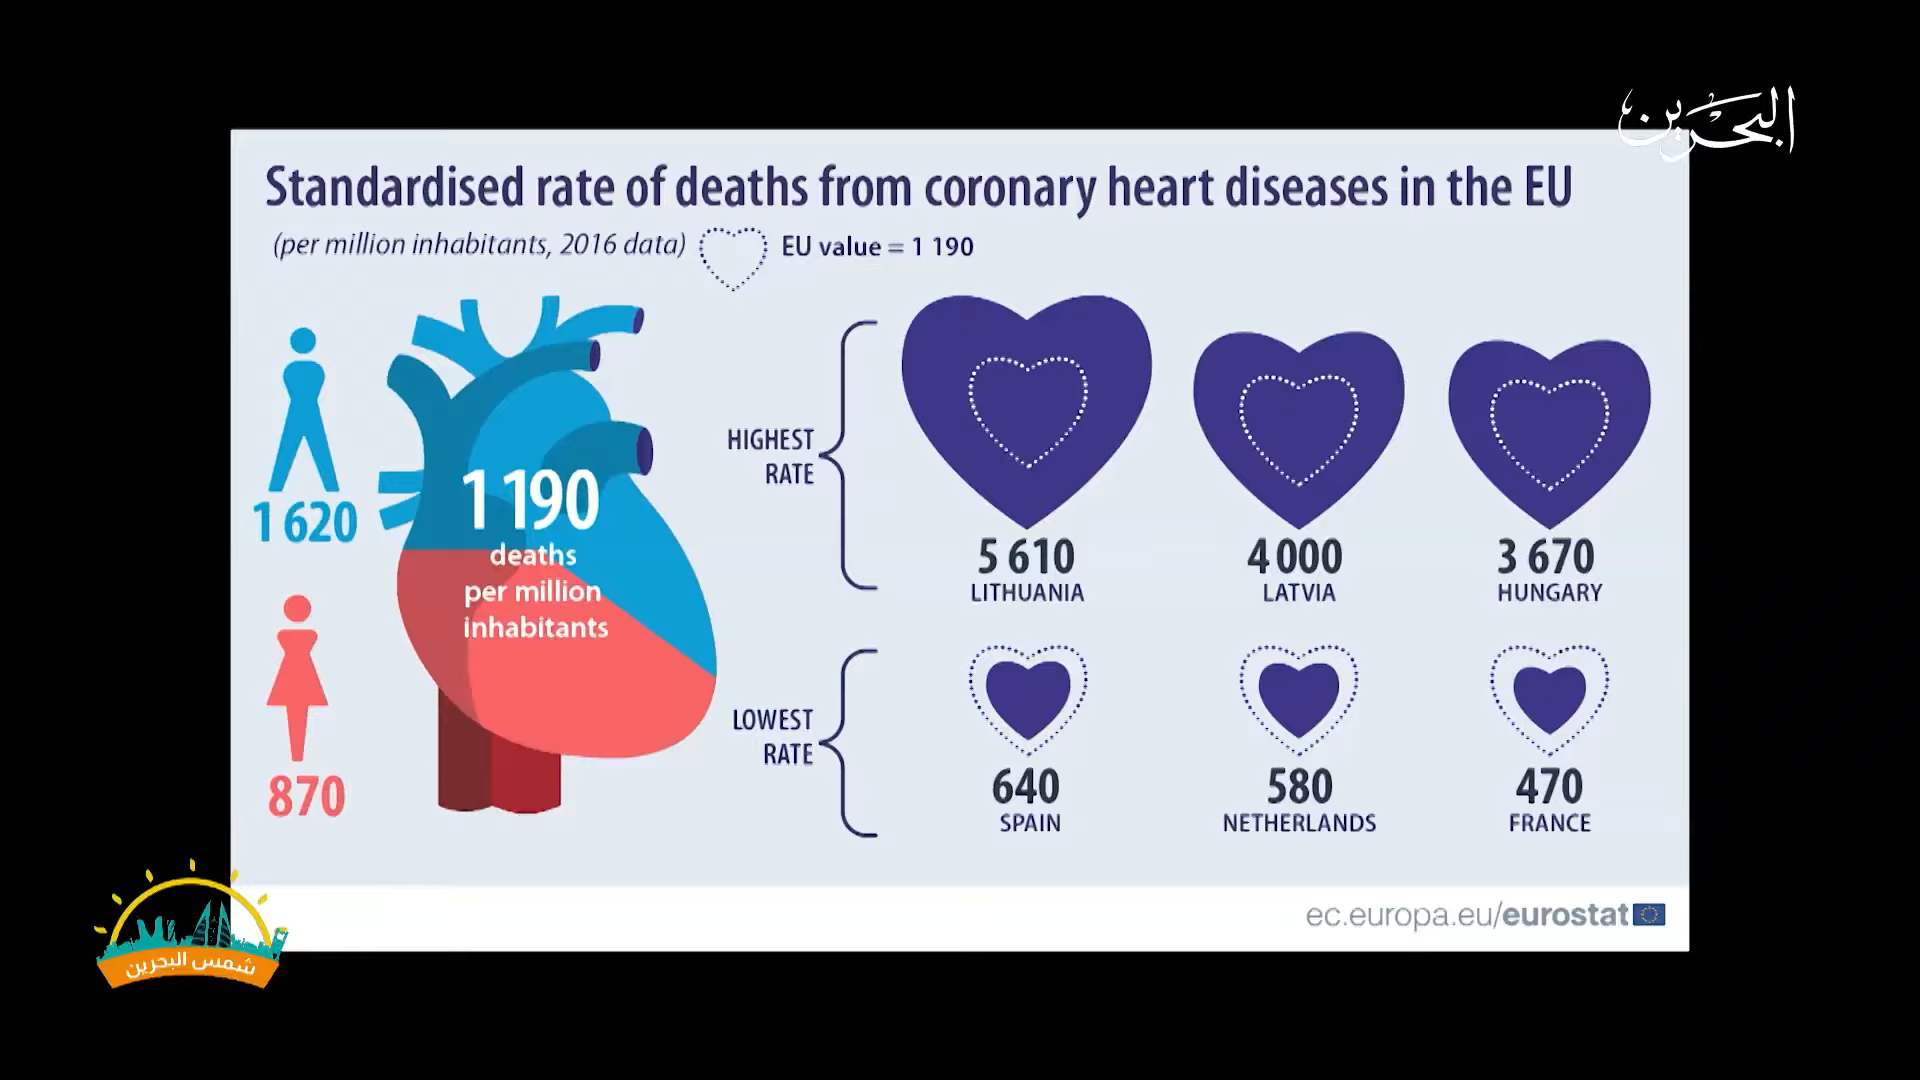 البحرين
Standardised rate of deaths from coronary heart diseases in the EU
(per million inhabitants, 2016 data) EU value = 1 190
1 620
870
1 190
deaths
per million
inhabitants
HIGHEST
RATE
5 610
LITHUANIA
4 000
LATVIA
3 670
HUNGARY
LOWEST
RATE
640
SPAIN
580
NETHERLANDS
470
FRANCE
ec.europa.eu/eurostat
شمس البحرين